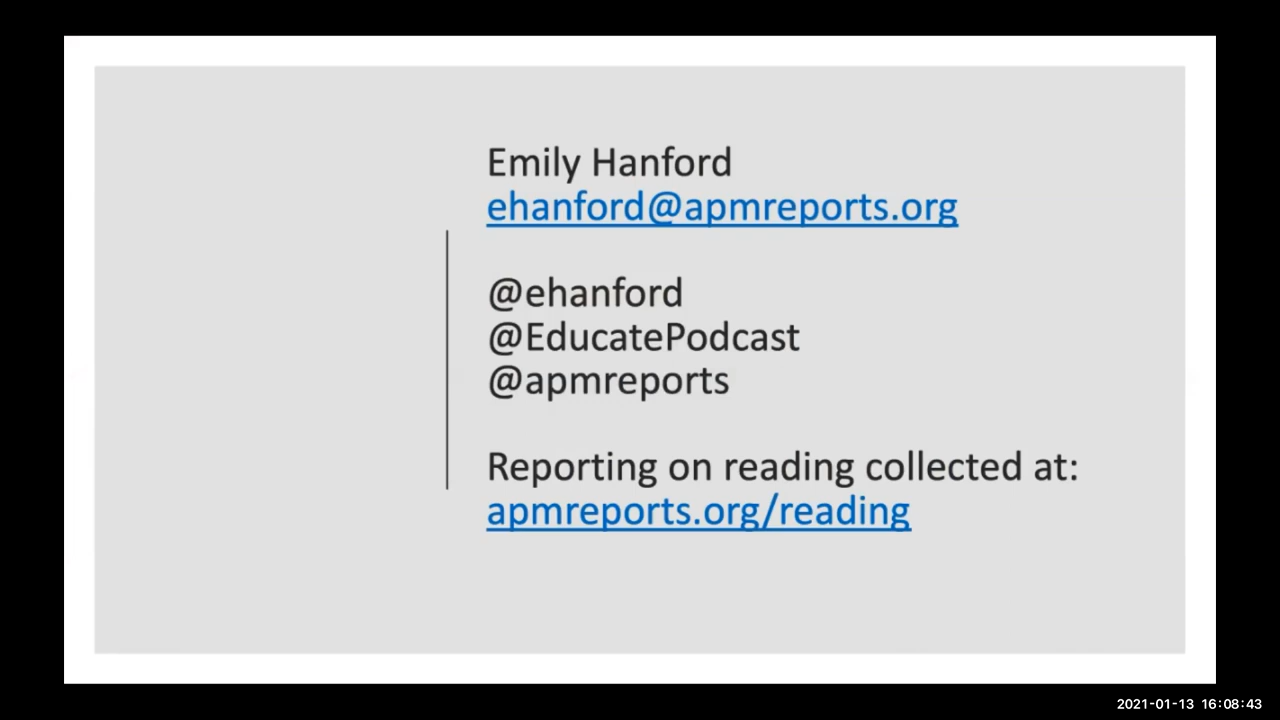 Emily Hanford
ehanford@apmreports.org
@ehanford
@EducatePodcast
@apmreports
Reporting on reading collected at:
apmreports.org/reading
2021-01-13 16:08:43